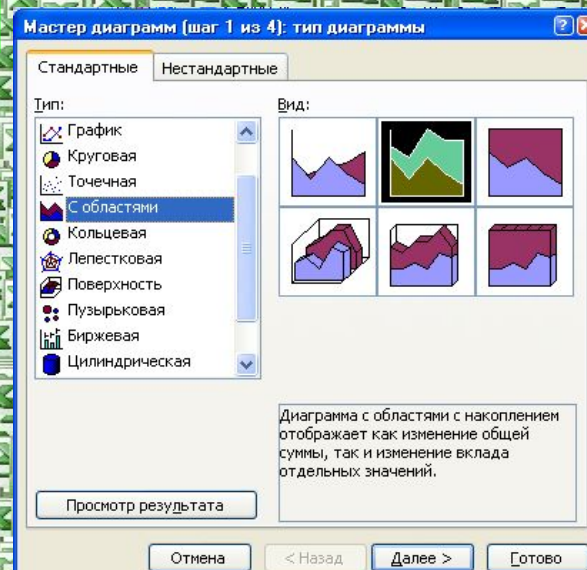 Мастер диаграмм (шаг 1 из 4): тип диаграммы
Стандартные
Нестандартные
Тип:
График
Круговая
Точечная
С областями
Кольцевая
Лепестковая
Поверхность
Пузырьковая
Биржевая
Цилиндрическая
Вид:
Диаграмма с областями с накоплением
отображает как изменение общей
суммы, так и изменение вклада
отдельных значений.
Просмотр результата
Отмена
< Назад
Далее >
Готово